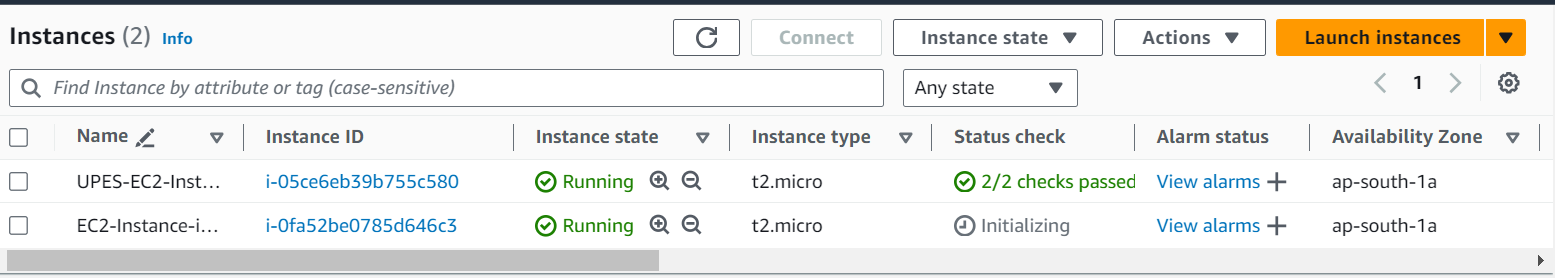 Instances (2) Info Connect Instance state Actions Launch instances
Find Instance by attribute or tag (case-sensitive) Any state 1
Name Instance ID Instance state Instance type Status check Alarm status Availability Zone
UPES-EC2-Inst... i-05ce6eb39b755c580 Running t2.micro 2/2 checks passed View alarms + ap-south-1a
EC2-Instance-i... i-0fa52be0785d646c3 Running t2.micro Initializing View alarms + ap-south-1a